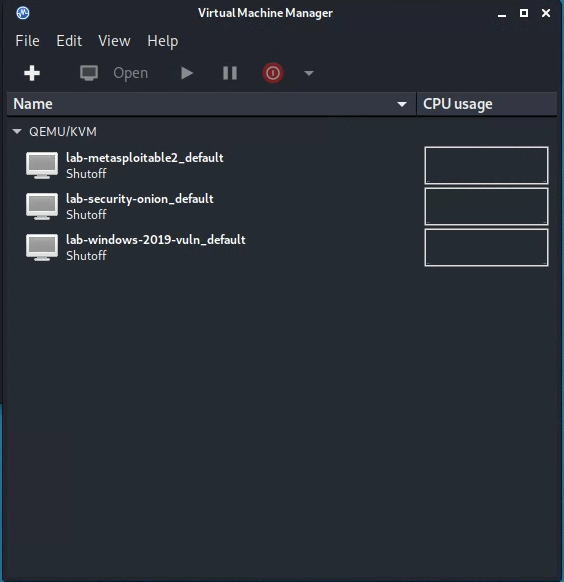 Virtual Machine Manager
File Edit View Help
Open
Name CPU usage
QEMU/KVM
lab-metasploitable2_default
Shutoff
lab-security-onion_default
Shutoff
lab-windows-2019-vuln_default
Shutoff